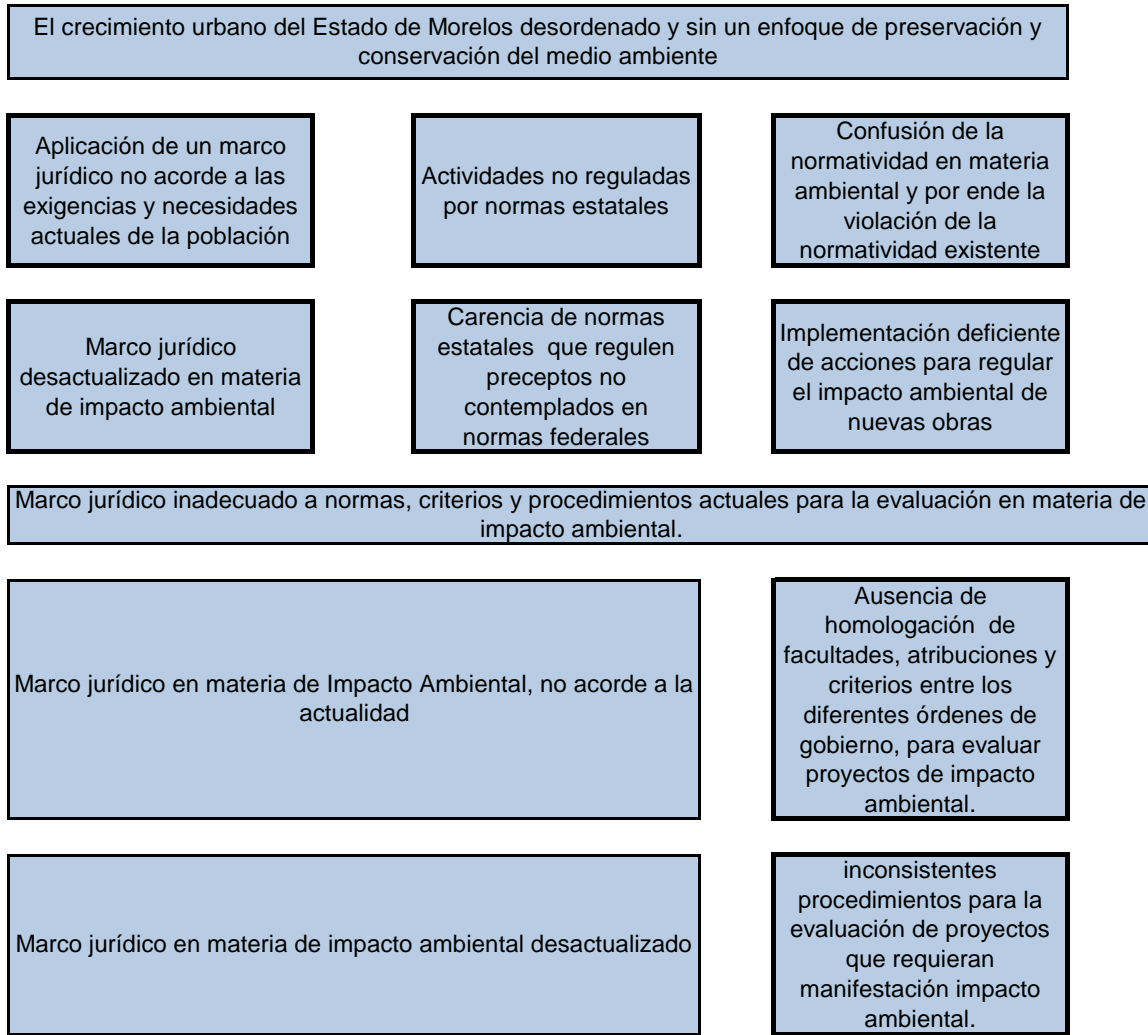 El crecimiento urbano del Estado de Morelos desordenado y sin un enfoque de preservación y
conservación del medio ambiente
Aplicación de un marco
jurídico no acorde a las
exigencias y necesidades
actuales de la población
Actividades no reguladas
por normas estatales
Confusión de la
normatividad en materia
ambiental y por ende la
violación de la
normatividad existente
Marco jurídico
desactualizado en materia
de impacto ambiental
Carencia de normas
estatales que regulen
preceptos no
contemplados en
normas federales
Implementación deficiente
de acciones para regular
el impacto ambiental de
nuevas obras
Marco jurídico inadecuado a normas, criterios y procedimientos actuales para la evaluación en materia de
impacto ambiental.
Marco jurídico en materia de Impacto Ambiental, no acorde a la
actualidad
Ausencia de
homologación de
facultades, atribuciones y
criterios entre los
diferentes órdenes de
gobierno, para evaluar
proyectos de impacto
ambiental.
Marco jurídico en materia de impacto ambiental desactualizado
inconsistentes
procedimientos para la
evaluación de proyectos
que requieran
manifestación impacto
ambiental.